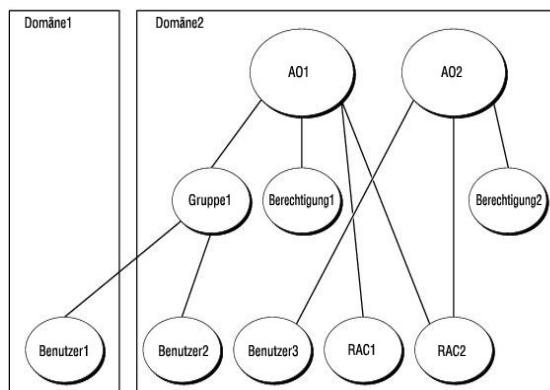 Domäne1
Domäne2
AO1
AO2
Gruppe1
Berechtigung1
Berechtigung2
Benutzer1
Benutzer2
Benutzer3
RAC1
RAC2